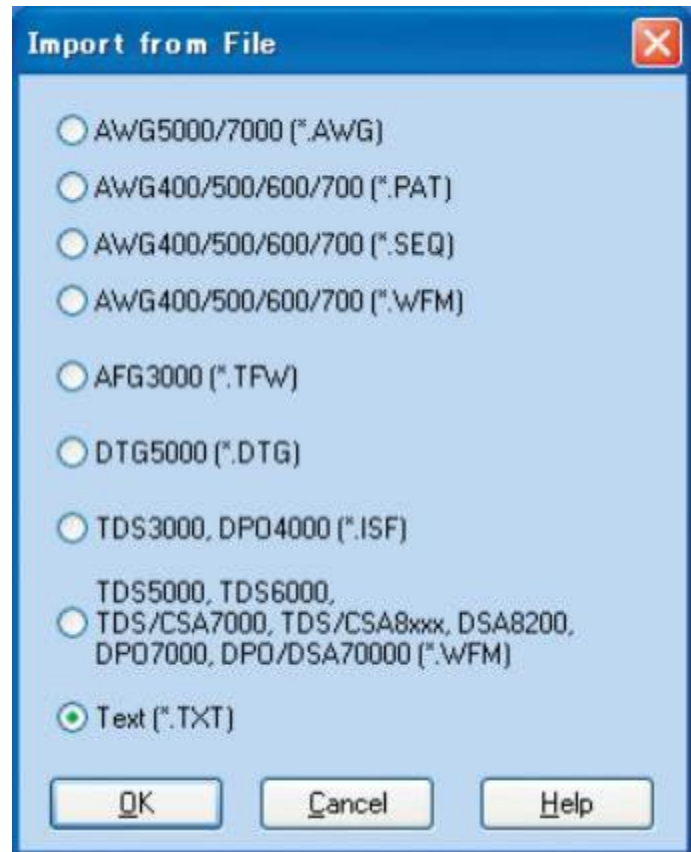 Import from File
AWG5000/7000 (*.AWG)
AWG400/500/600/700 (*.PAT)
AWG400/500/600/700 (*.SEQ)
AWG400/500/600/700 (*.WFM)
AFG3000 (*.TFW)
DTG5000 (*.DTG)
TDS3000, DPO4000 (*.ISF)
TDS5000, TDS6000,
TDS/CSA7000, TDS/CSA8xxx, DSA8200,
DPO7000, DPO/DSA70000 (*.WFM)
Text (*.TXT)
OK Cancel Help